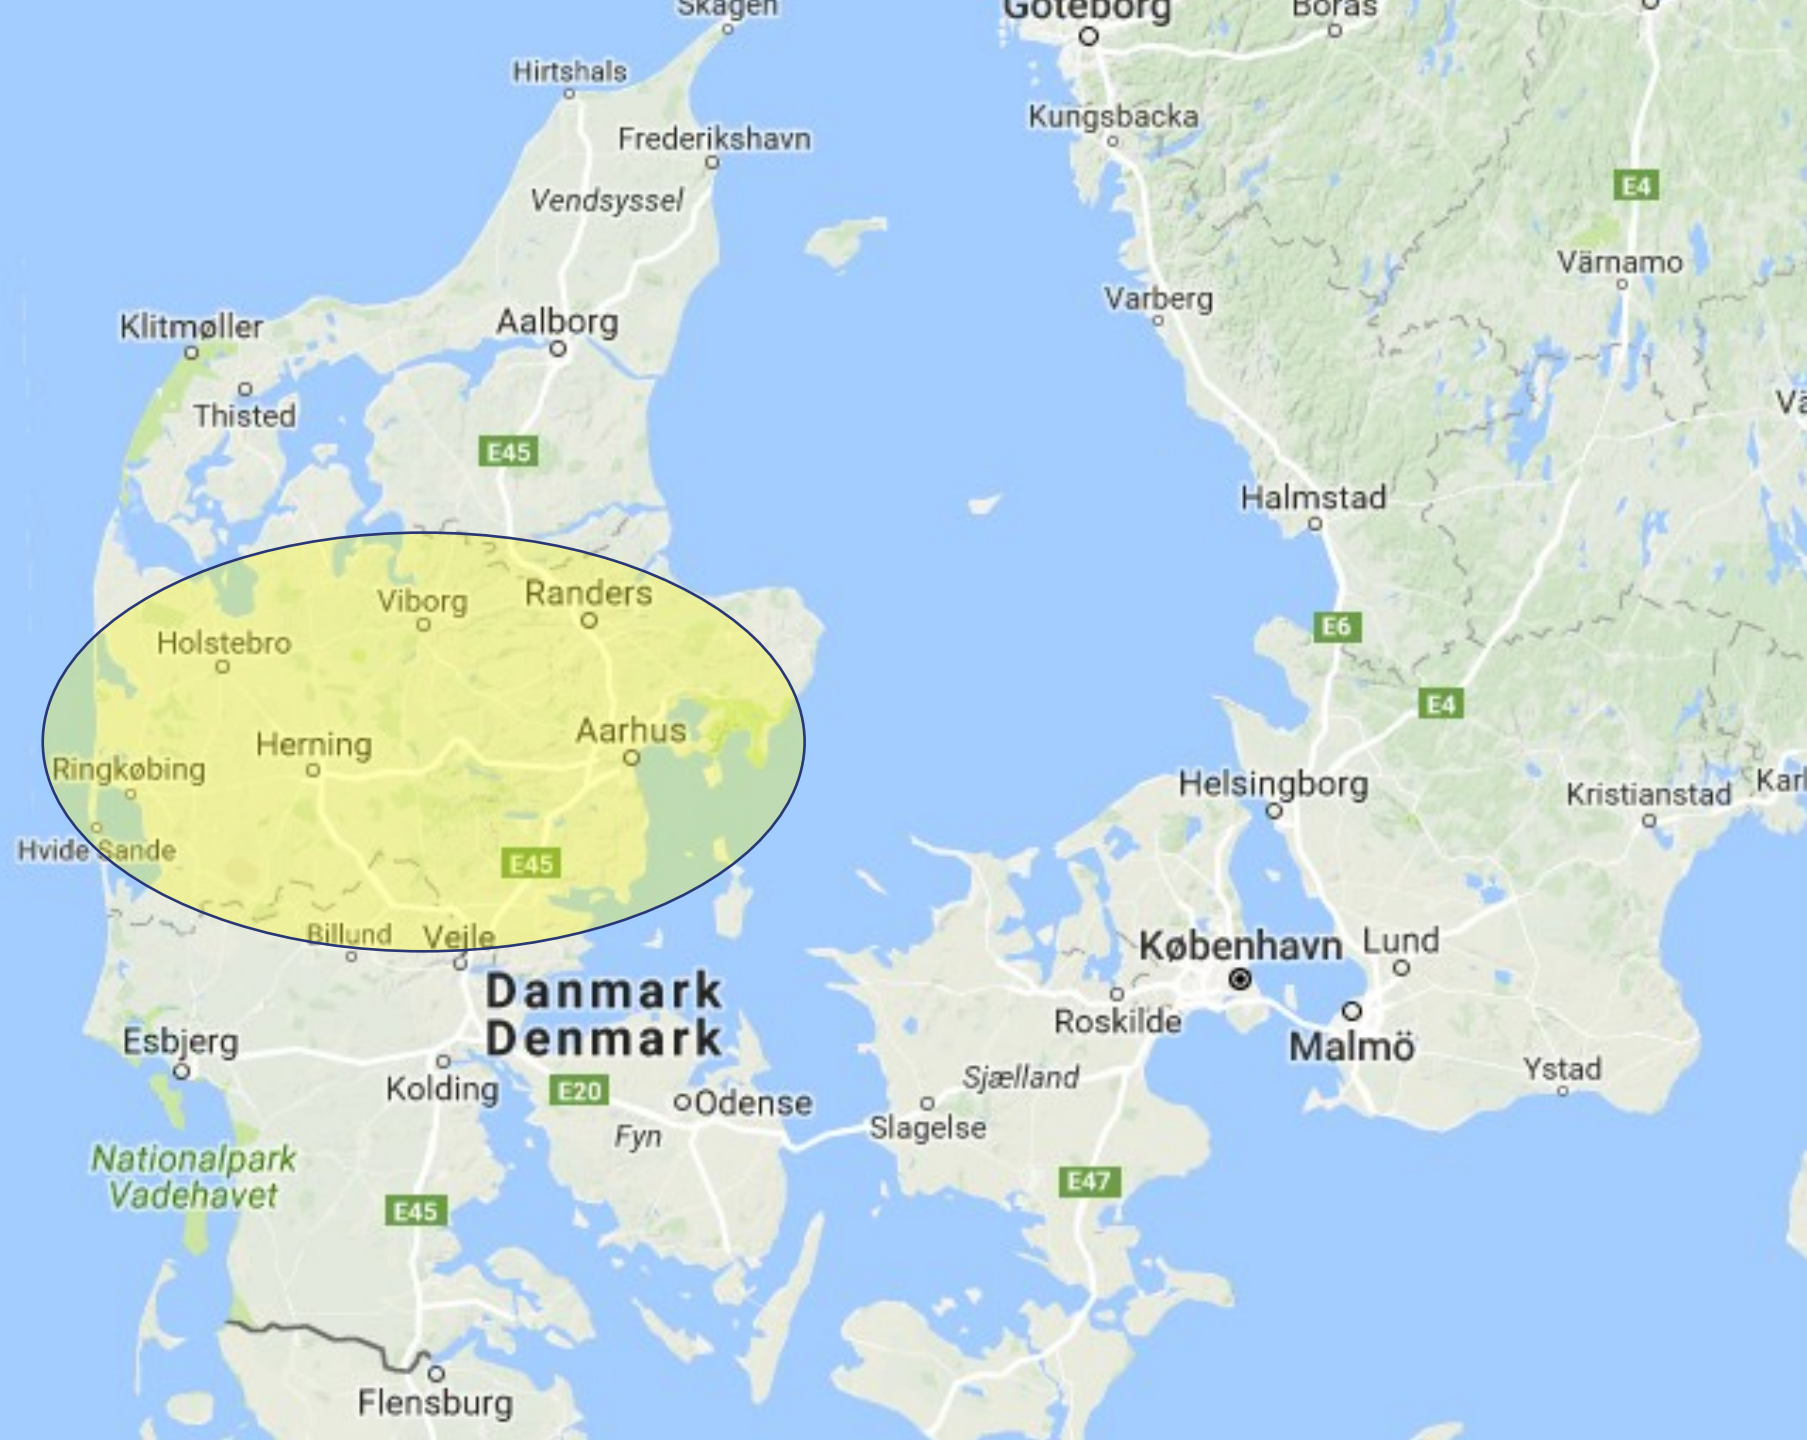 Skagen
Göteborg
Borås
Hirtshals
Kungsbacka
Frederikshavn
E4
Vendsyssel
Värnamo
Varberg
Klitmøller
Aalborg
Thisted
E45
Halmstad
Viborg
Randers
E6
Holstebro
E4
Aarhus
Herning
Ringkøbing
Helsingborg
Kristianstad
Karl
Hvide Sande
E45
Billund
Vejle
København
Lund
Danmark
Denmark
Roskilde
Esbjerg
Malmö
Kolding
E20
Odense
Sjælland
Ystad
Fyn
Slagelse
Nationalpark
Vadehavet
E47
E45
Flensburg